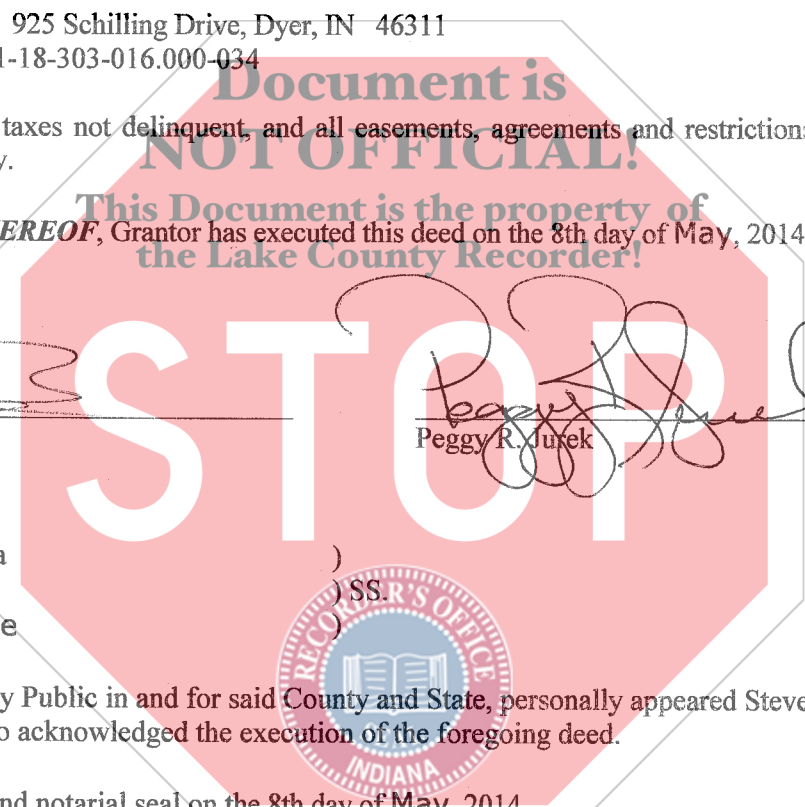 925 Schilling Drive, Dyer, IN 46311
1-18-303-016.000-034
Document is
taxes not delinquent, and all easements, agreements and restrictions
NOT OFFICIAL!
y.
This Document is the property of
EREOF, Grantor has executed this deed on the 8th day of May, 2014
the Lake County Recorder!
STOP
Peggy R. Jurek
Peggy R. Jurek
a )
) SS.
e )
RECORDER'S OFFICE
y Public in and for said County and State, personally appeared Steve
o acknowledged the execution of the foregoing deed.
INDIANA
nd notarial seal on the 8th day of May, 2014